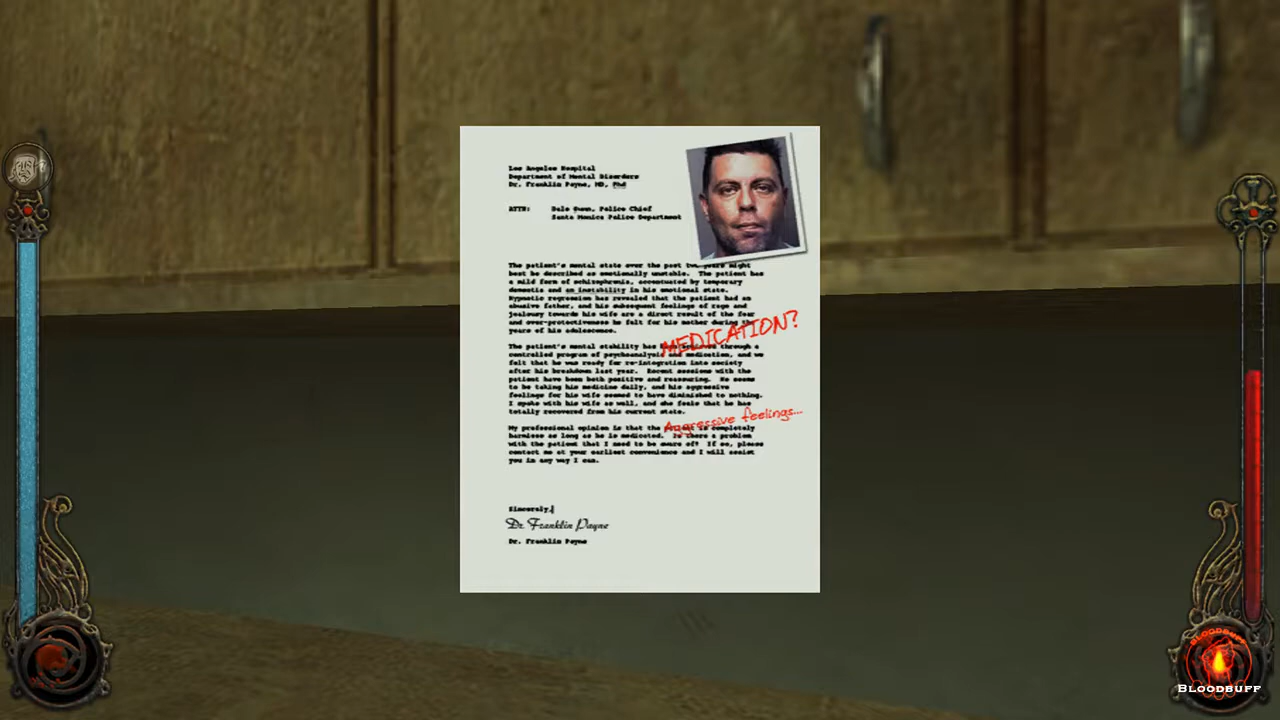 Los Angeles Hospital
Department of Mental Disorders
Dr. Franklin Payne, MD, Phd
ATTN: Dale Gunn, Police Chief
Santa Monica Police Department
The patient's mental state over the past two years might
best be described as emotionally unstable. The patient has
a mild form of schizophrenia, accentuated by temporary
dementia and an instability in his emotional state.
Hypnotic regression has revealed that the patient had an
abusive father, and his subsequent feelings of rage and
jealousy towards his wife are a direct result of the fear
and over-protectiveness he felt for his mother during the
years of his adolescence.
MEDICATION?
The patient's mental stability has through a
controlled program of psychoanalysis and medication, and we
felt that he was ready for re-integration into society
after his breakdown last year. Recent sessions with the
patient have been both positive and reassuring. He seems
to be taking his medicine daily, and his aggressive
feelings for his wife seemed to have diminished to nothing.
I spoke with his wife as well, and she feels that he has
totally recovered from his current state.
Aggressive feelings...
My professional opinion is that the is completely
harmless as long as he is medicated. Is there a problem
with the patient that I need to be aware of? If so, please
contact me at your earliest convenience and I will assist
you in any way I can.
Sincerely,
Dr. Franklin Payne
Dr. Franklin Payne
BLOODBUFF
BLOODBUFF